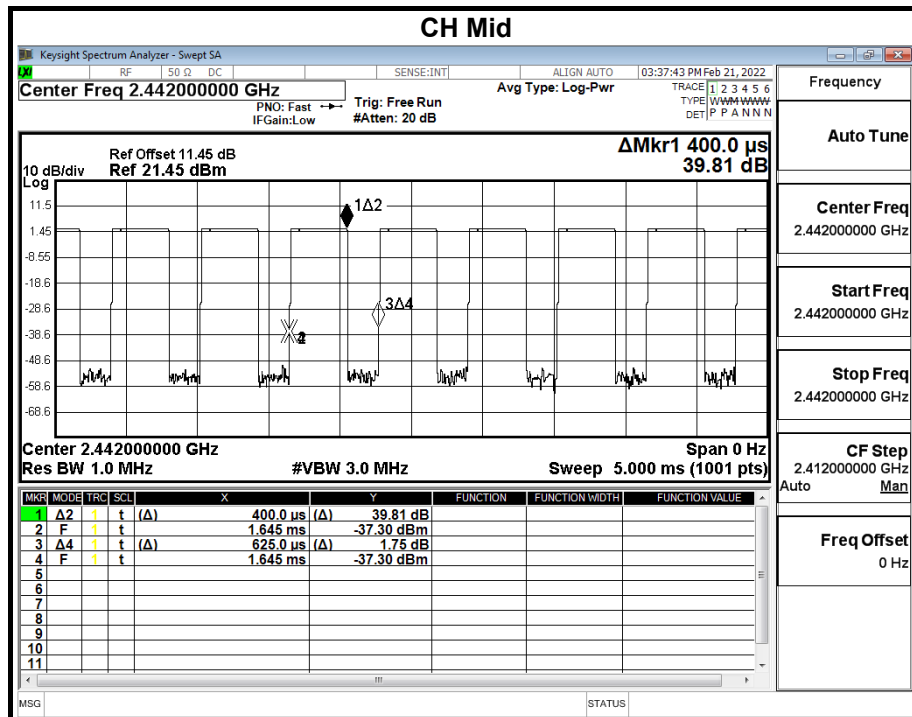 CH Mid
Keysight Spectrum Analyzer - Swept SA
LXI RF 50 Ω DC SENSE:INT ALIGN AUTO 03:37:43 PM Feb 21, 2022
Center Freq 2.442000000 GHz
Avg Type: Log-Pwr
TRACE 1 2 3 4 5 6
TYPE WWMWWWW
DET P P A N N N
PNO: Fast
IFGain:Low
Trig: Free Run
#Atten: 20 dB
ΔMkr1 400.0 µs
39.81 dB
Ref Offset 11.45 dB
10 dB/div Ref 21.45 dBm
Log
11.5
1.45
-8.55
-18.6
-28.6
-38.6
-48.6
-58.6
-68.6
1Δ2
3Δ4
Center 2.442000000 GHz Span 0 Hz
Res BW 1.0 MHz #VBW 3.0 MHz Sweep 5.000 ms (1001 pts)
MKR MODE TRC SCL X Y FUNCTION FUNCTION WIDTH FUNCTION VALUE
1 Δ2 1 t (Δ) 400.0 µs (Δ) 39.81 dB
2 F 1 t 1.645 ms -37.30 dBm
3 Δ4 1 t (Δ) 625.0 µs (Δ) 1.75 dB
4 F 1 t 1.645 ms -37.30 dBm
5
6
7
8
9
10
11
MSG STATUS
Frequency
Auto Tune
Center Freq
2.442000000 GHz
Start Freq
2.442000000 GHz
Stop Freq
2.442000000 GHz
CF Step
2.412000000 GHz
Auto Man
Freq Offset
0 Hz